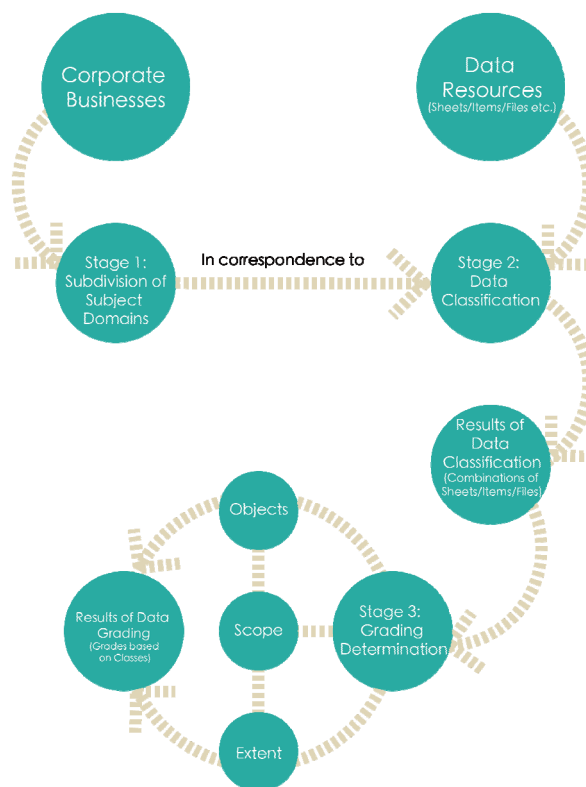 Corporate
Businesses
Data
Resources
(Sheets/Items/Files etc.)
Stage 1:
Subdivision of
Subject
Domains
In correspondence to
Stage 2:
Data
Classification
Results of
Data
Classification
(Combinations of
Sheets/Items/Files)
Objects
Results of Data
Grading
(Grades based
on Classes)
Scope
Stage 3:
Grading
Determination
Extent